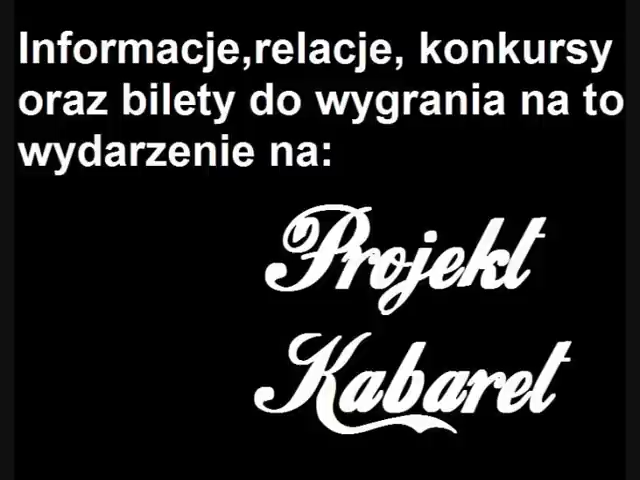 Informacje,relacje, konkursy
oraz bilety do wygrania na to
wydarzenie na:
Projekt
Kabaret